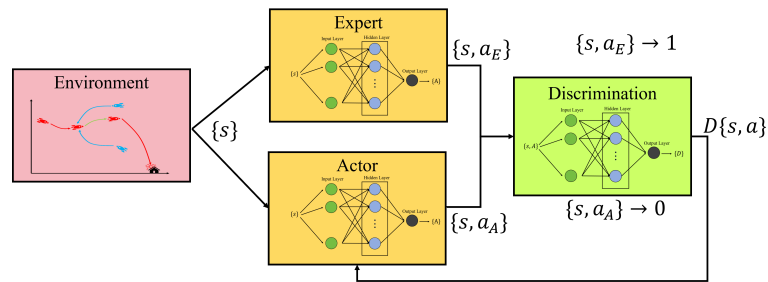 Environment
{s}
Expert
Input Layer
Hidden Layer
{s}
Output Layer
{A}
{s, a_E}
Actor
Input Layer
Hidden Layer
{s}
Output Layer
{A}
{s, a_A}
{s, a_E} → 1
Discrimination
Input Layer
Hidden Layer
{s, A}
Output Layer
{D}
{s, a_A} → 0
D{s, a}